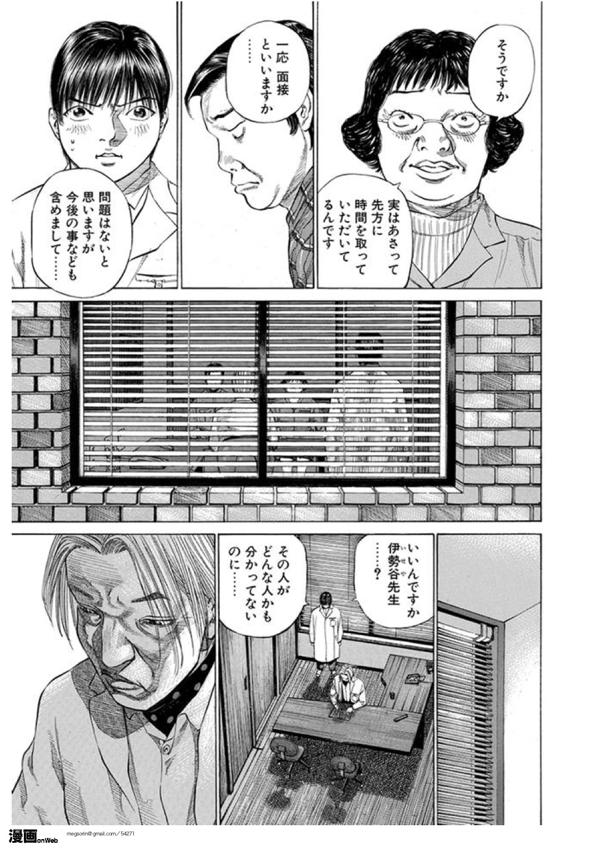 そうですか
実はあさって
先方に
時間を取って
いただいて
るんです
一応 面接
といいますか
問題はないと
思いますが
今後の事なども
含めまして……
いいんですか
伊勢谷先生
いせや
……?
その人が
どんな人かも
分かってない
のに……
漫画onWeb
megaorin@gmail.com/54271